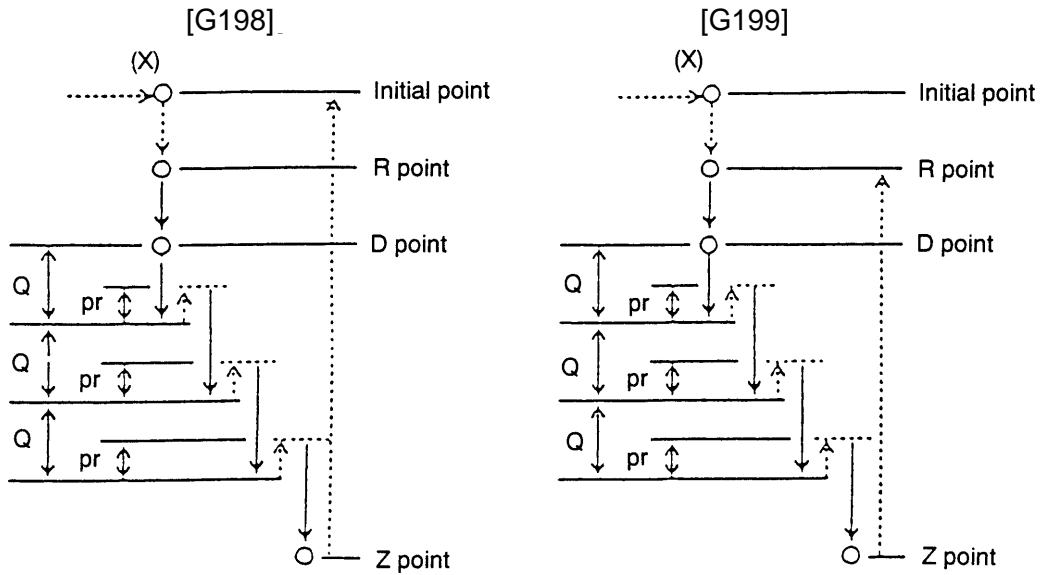 [G198]
(X)
Initial point
R point
D point
Q
pr
Q
pr
Q
pr
Z point
[G199]
(X)
Initial point
R point
D point
Q
pr
Q
pr
Q
pr
Z point